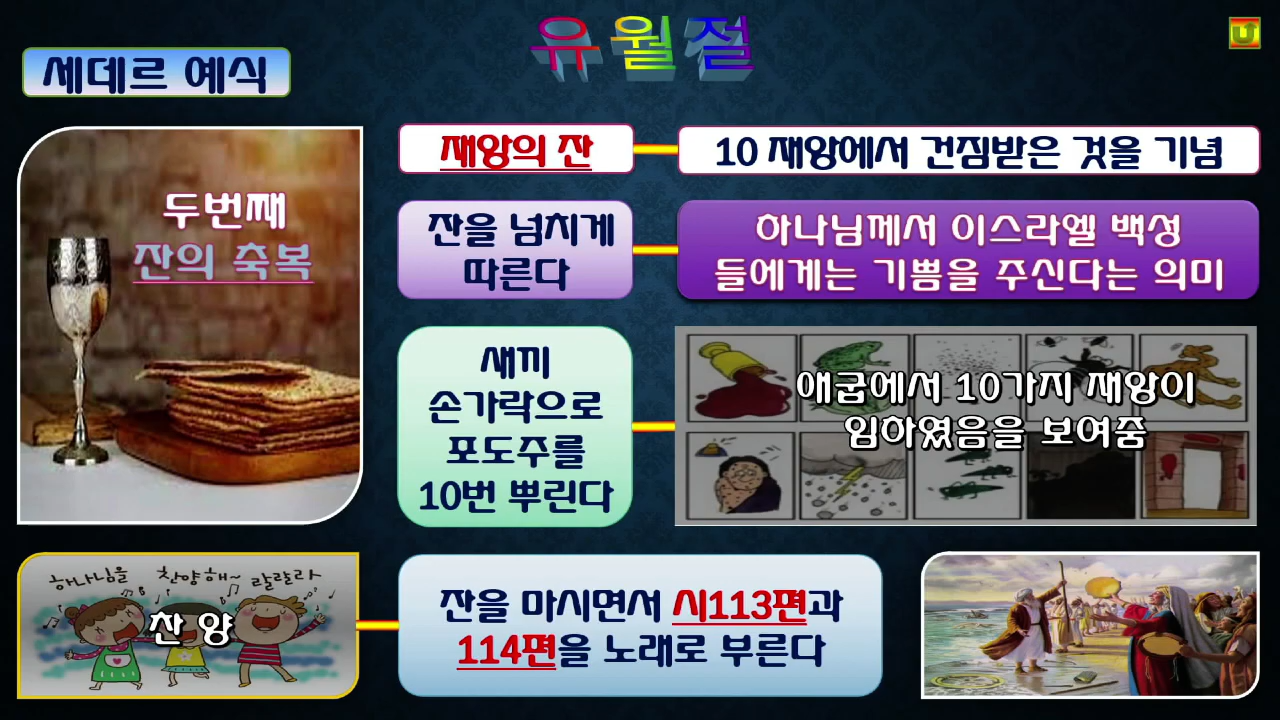 유월절
세데르 예식
두번째
잔의 축복
재앙의 잔
10 재앙에서 건짐받은 것을 기념
잔을 넘치게
따른다
하나님께서 이스라엘 백성
들에게는 기쁨을 주신다는 의미
새끼
손가락으로
포도주를
10번 뿌린다
애굽에서 10가지 재앙이
임하였음을 보여줌
하나님을 찬양해~ 랄랄라
찬 양
잔을 마시면서 시113편과
114편을 노래로 부른다